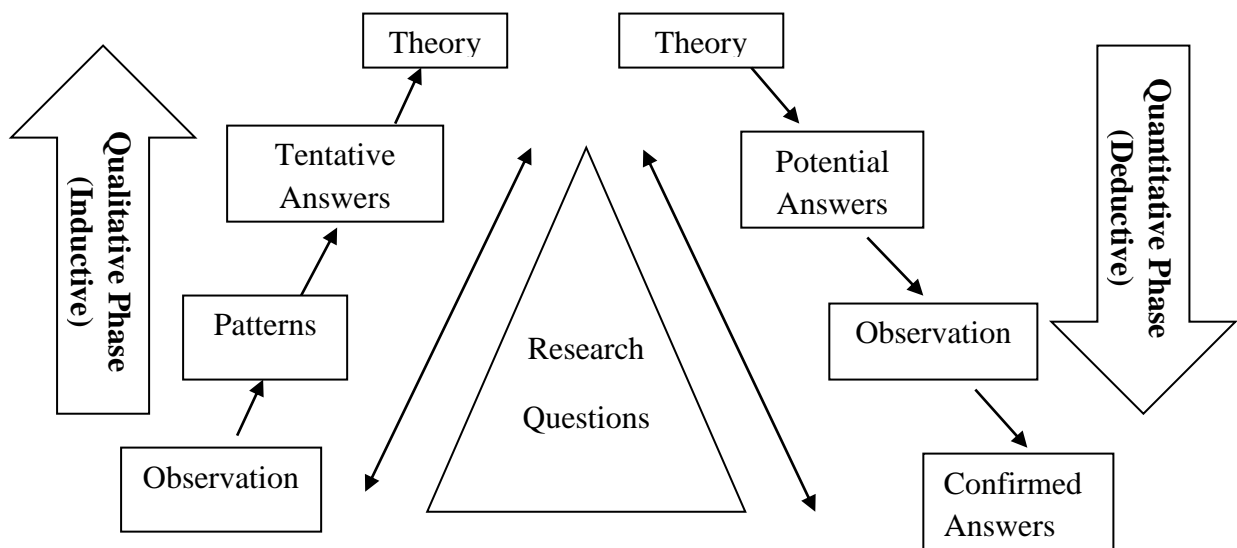 Theory
Theory
Qualitative Phase
(Inductive)
Tentative
Answers
Potential
Answers
Quantitative Phase
(Deductive)
Patterns
Research
Questions
Observation
Observation
Confirmed
Answers